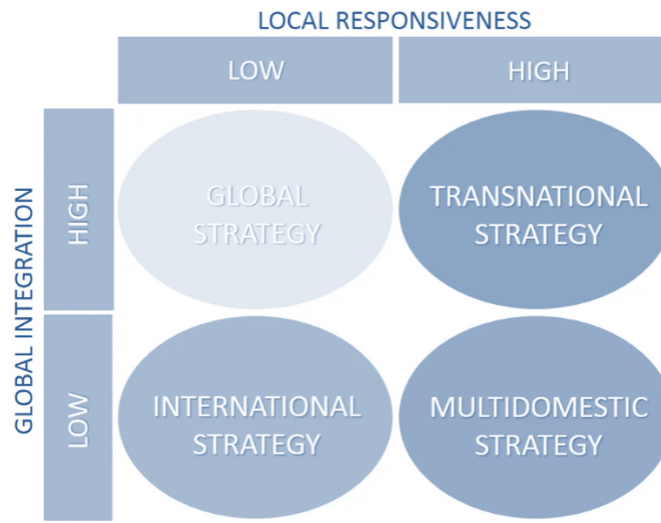 LOCAL RESPONSIVENESS
LOW
HIGH
GLOBAL INTEGRATION
HIGH
GLOBAL
STRATEGY
TRANSNATIONAL
STRATEGY
LOW
INTERNATIONAL
STRATEGY
MULTIDOMESTIC
STRATEGY